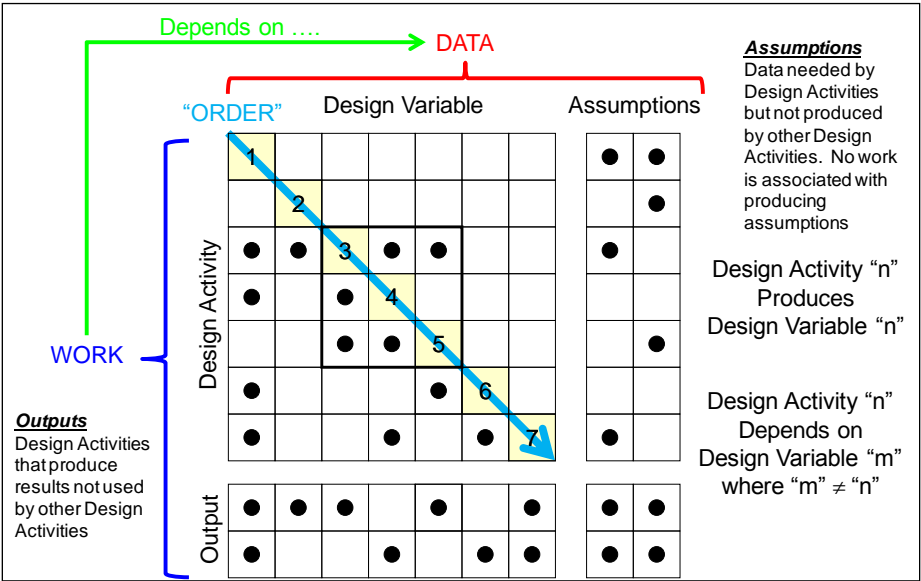 Depends on ....
DATA
Assumptions
Data needed by
Design Activities
but not produced
by other Design
Activities. No work
is associated with
producing
assumptions
"ORDER"
Design Variable
Assumptions
1
2
3
4
5
6
7
Design Activity
WORK
Design Activity "n"
Produces
Design Variable "n"
Design Activity "n"
Depends on
Design Variable "m"
where "m" ≠ "n"
Outputs
Design Activities
that produce
results not used
by other Design
Activities
Output